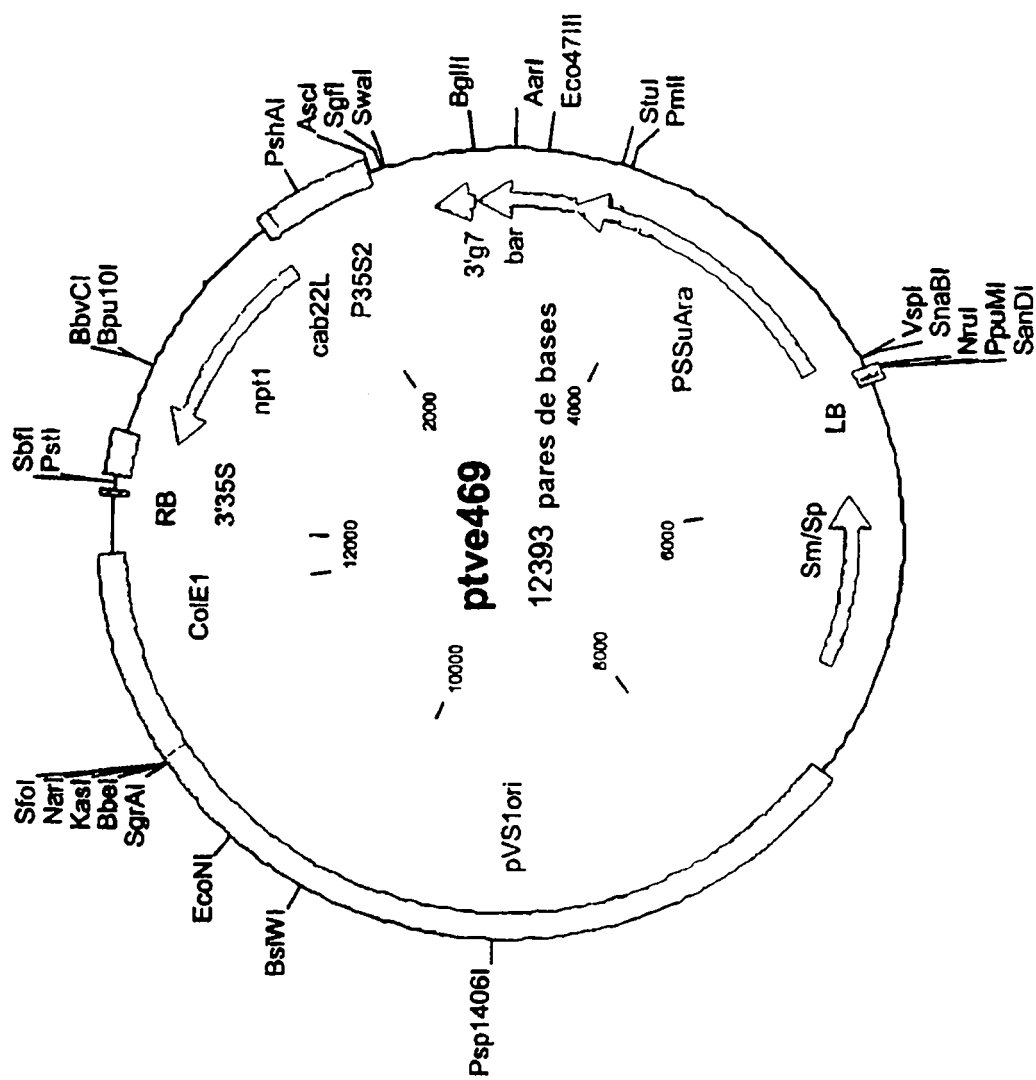 ptve469
12393 pares de bases
2000
4000
6000
8000
10000
12000
SbfI
PstI
BbvCI
Bpu10I
PshAI
AscI
SgfI
SwaI
BglII
AarI
Eco47III
StuI
PmlI
VspI
SnaBI
NruI
PpuMI
SanDI
Psp1406I
BsiWI
EcoNI
SgrAI
BbeI
KasI
NarI
SfoI
RB
3'35S
npt1
cab22L
P35S2
3'g7
bar
PSSuAra
LB
Sm/Sp
pVS1ori
ColE1